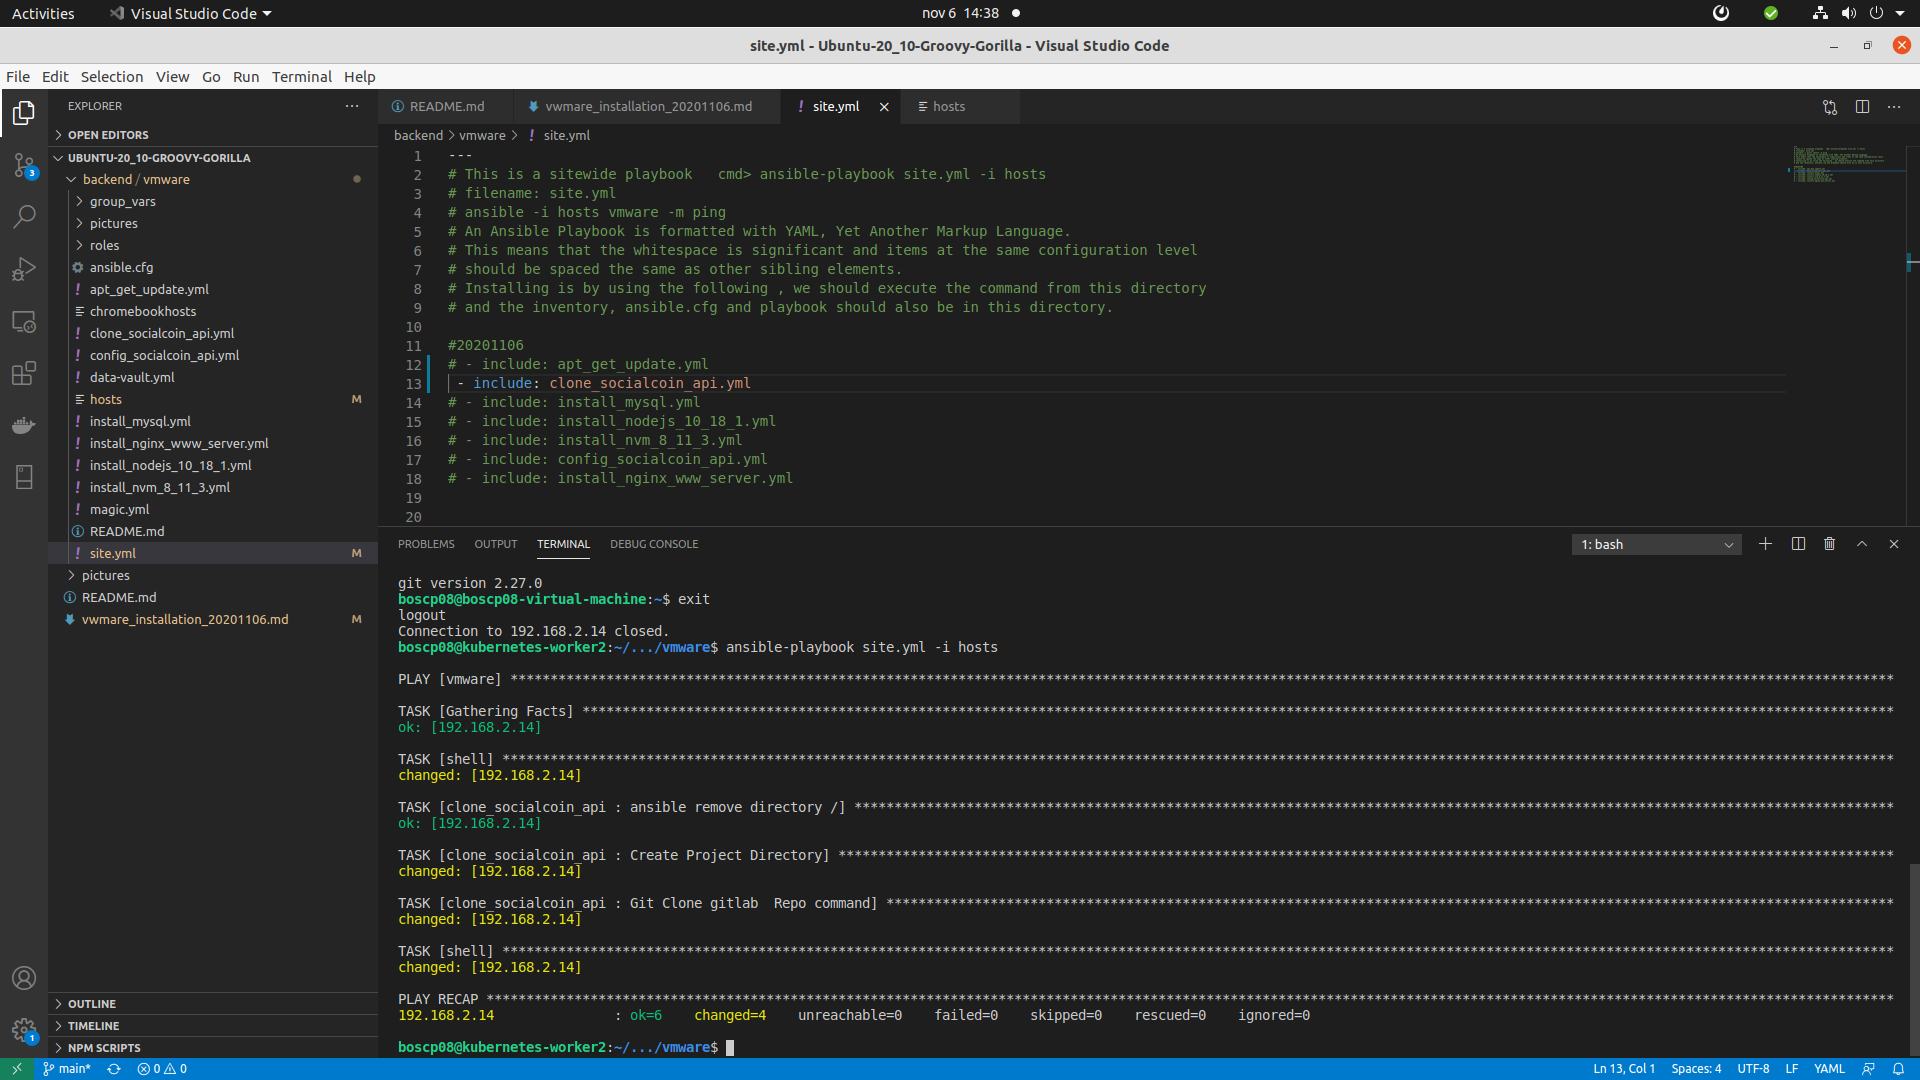 Activities Visual Studio Code nov 6 14:38
site.yml - Ubuntu-20_10-Groovy-Gorilla - Visual Studio Code
File Edit Selection View Go Run Terminal Help
EXPLORER
OPEN EDITORS
UBUNTU-20_10-GROOVY-GORILLA
backend / vmware
group_vars
pictures
roles
ansible.cfg
apt_get_update.yml
chromebookhosts
clone_socialcoin_api.yml
config_socialcoin_api.yml
data-vault.yml
hosts M
install_mysql.yml
install_nginx_www_server.yml
install_nodejs_10_18_1.yml
install_nvm_8_11_3.yml
magic.yml
README.md
site.yml M
pictures
README.md
vwmare_installation_20201106.md M
OUTLINE
TIMELINE
NPM SCRIPTS
3
1
README.md vwmare_installation_20201106.md site.yml hosts
backend > vmware > ! site.yml
1 ---
2 # This is a sitewide playbook   cmd> ansible-playbook site.yml -i hosts
3 # filename: site.yml
4 # ansible -i hosts vmware -m ping
5 # An Ansible Playbook is formatted with YAML, Yet Another Markup Language.
6 # This means that the whitespace is significant and items at the same configuration level
7 # should be spaced the same as other sibling elements.
8 # Installing is by using the following , we should execute the command from this directory
9 # and the inventory, ansible.cfg and playbook should also be in this directory.
10
11 #20201106
12 # - include: apt_get_update.yml
13 - include: clone_socialcoin_api.yml
14 # - include: install_mysql.yml
15 # - include: install_nodejs_10_18_1.yml
16 # - include: install_nvm_8_11_3.yml
17 # - include: config_socialcoin_api.yml
18 # - include: install_nginx_www_server.yml
19
20
PROBLEMS OUTPUT TERMINAL DEBUG CONSOLE 1: bash
git version 2.27.0
boscp08@boscp08-virtual-machine:~$ exit
logout
Connection to 192.168.2.14 closed.
boscp08@kubernetes-worker2:~/.../vmware$ ansible-playbook site.yml -i hosts
PLAY [vmware] ****
TASK [Gathering Facts] ****
ok: [192.168.2.14]
TASK [shell] ****
changed: [192.168.2.14]
TASK [clone_socialcoin_api : ansible remove directory /] ****
ok: [192.168.2.14]
TASK [clone_socialcoin_api : Create Project Directory] ****
changed: [192.168.2.14]
TASK [clone_socialcoin_api : Git Clone gitlab  Repo command] ****
changed: [192.168.2.14]
TASK [shell] ****
changed: [192.168.2.14]
PLAY RECAP ****
192.168.2.14 : ok=6 changed=4 unreachable=0 failed=0 skipped=0 rescued=0 ignored=0
boscp08@kubernetes-worker2:~/.../vmware$
main* 0 0 Ln 13, Col 1 Spaces: 4 UTF-8 LF YAML